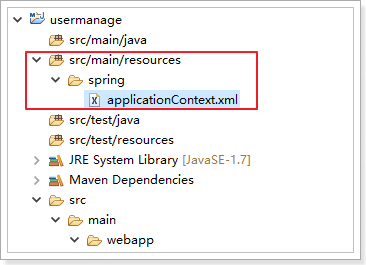 usermanage
src/main/java
src/main/resources
spring
applicationContext.xml
src/test/java
src/test/resources
JRE System Library [JavaSE-1.7]
Maven Dependencies
src
main
webapp